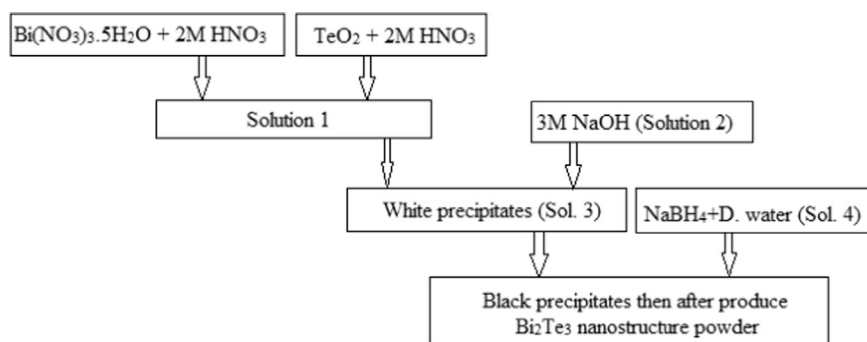 Bi(NO₃)₃.5H₂O + 2M HNO₃
TeO₂ + 2M HNO₃
Solution 1
3M NaOH (Solution 2)
White precipitates (Sol. 3)
NaBH₄+D. water (Sol. 4)
Black precipitates then after produce
Bi₂Te₃ nanostructure powder